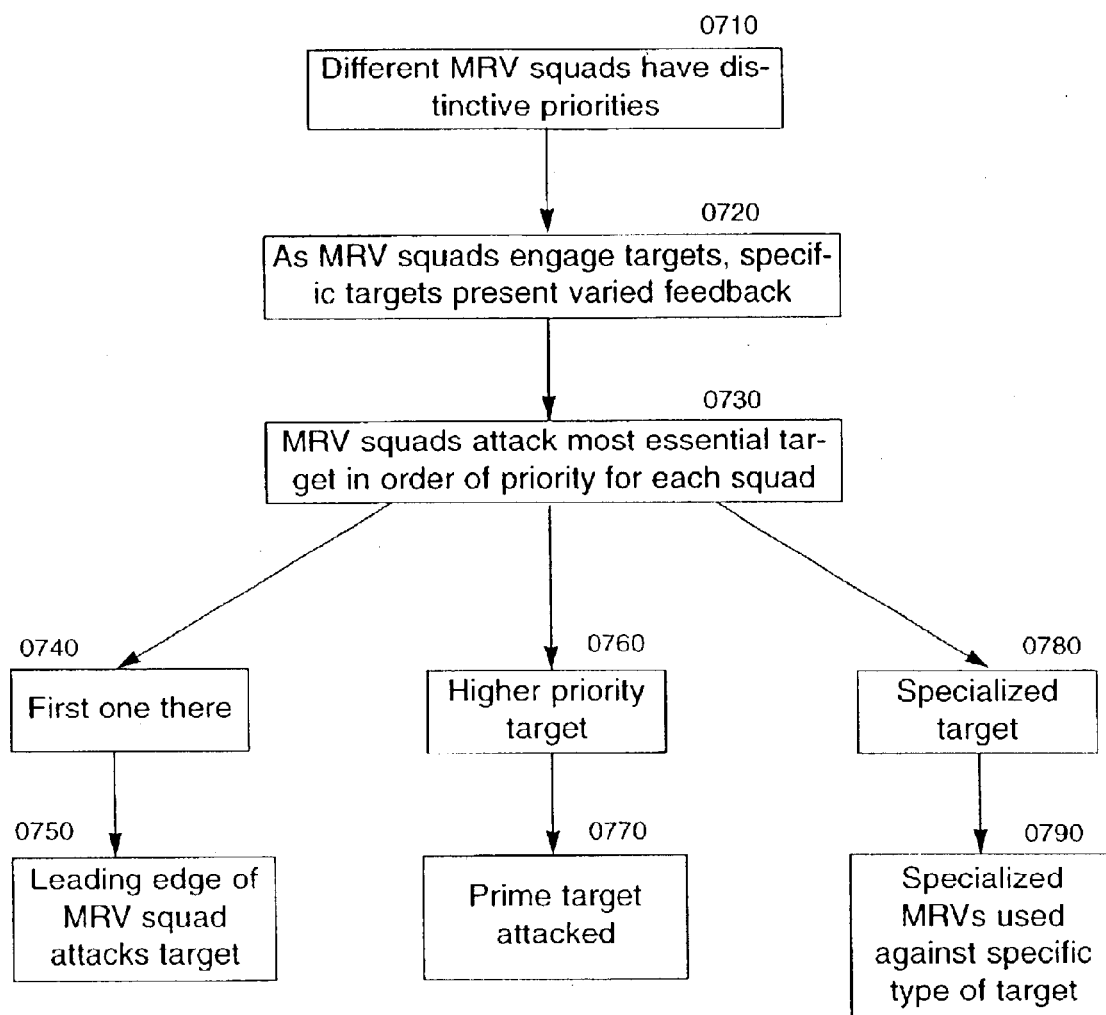 0710
Different MRV squads have dis-
tinctive priorities
0720
As MRV squads engage targets, specif-
ic targets present varied feedback
0730
MRV squads attack most essential tar-
get in order of priority for each squad
0740
First one there
0750
Leading edge of
MRV squad
attacks target
0760
Higher priority
target
0770
Prime target
attacked
0780
Specialized
target
0790
Specialized
MRVs used
against specific
type of target